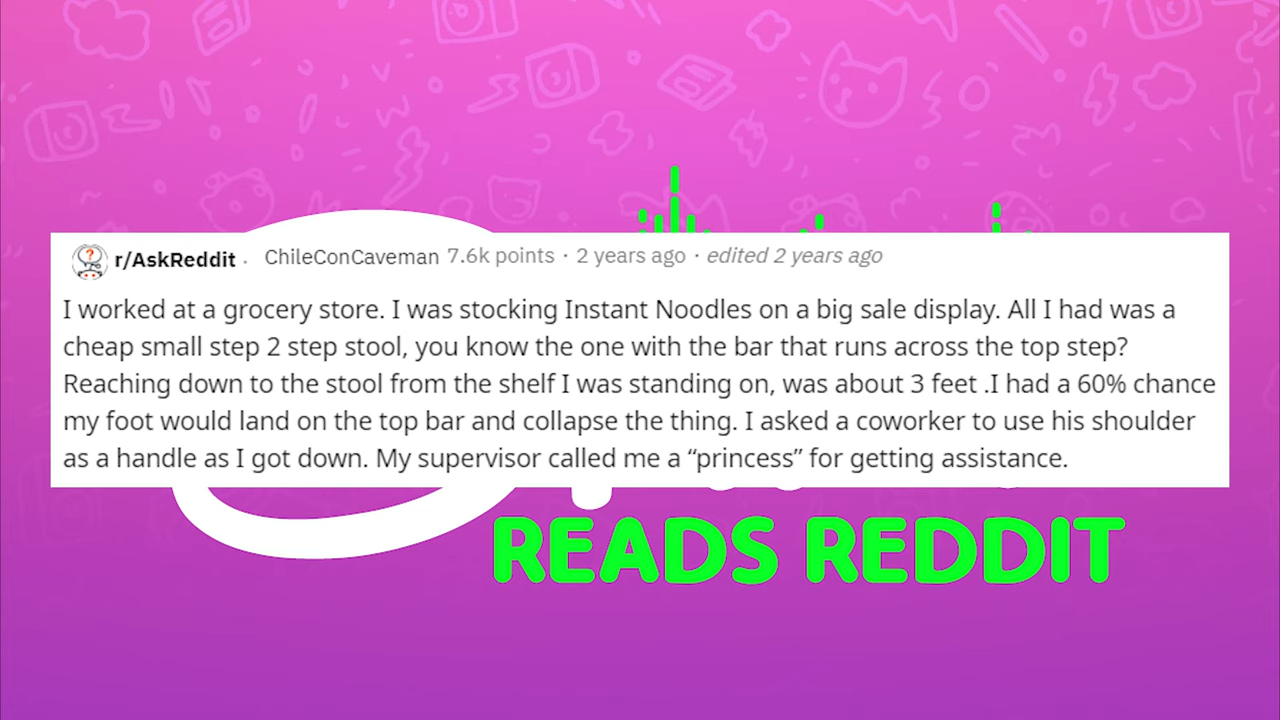 r/AskReddit · ChileConCaveman 7.6k points · 2 years ago · edited 2 years ago
I worked at a grocery store. I was stocking Instant Noodles on a big sale display. All I had was a
cheap small step 2 step stool, you know the one with the bar that runs across the top step?
Reaching down to the stool from the shelf I was standing on, was about 3 feet .I had a 60% chance
my foot would land on the top bar and collapse the thing. I asked a coworker to use his shoulder
as a handle as I got down. My supervisor called me a “princess” for getting assistance.
READS REDDIT